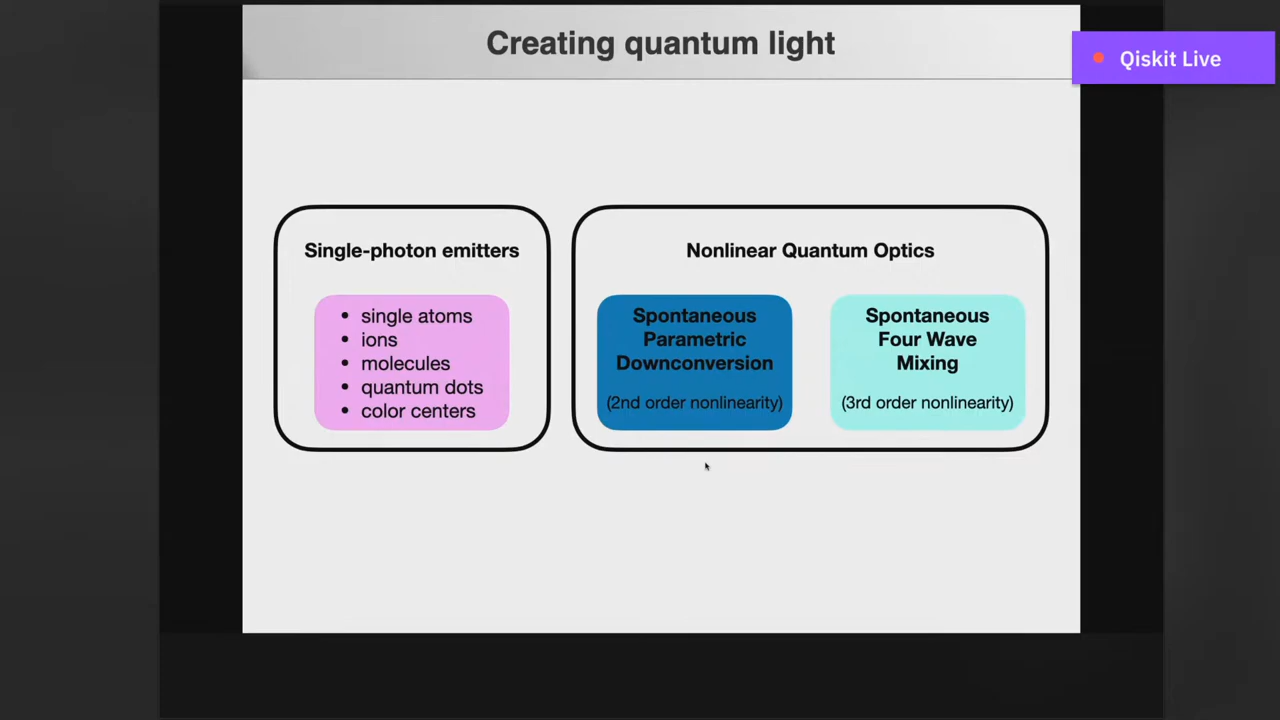 Creating quantum light
Qiskit Live
Single-photon emitters
• single atoms
• ions
• molecules
• quantum dots
• color centers
Nonlinear Quantum Optics
Spontaneous
Parametric
Downconversion
(2nd order nonlinearity)
Spontaneous
Four Wave
Mixing
(3rd order nonlinearity)